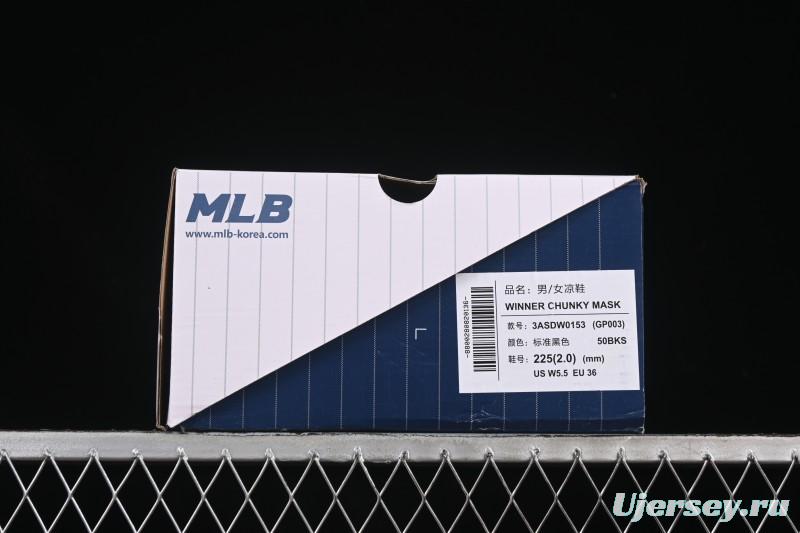 MLB
www.mlb-korea.com
品名：男/女凉鞋
WINNER CHUNKY MASK
款号：3ASDW0153 (GP003)
颜色：标准黑色 50BKS
鞋号：225(2.0) (mm)
US W5.5 EU 36
Ujersey.ru